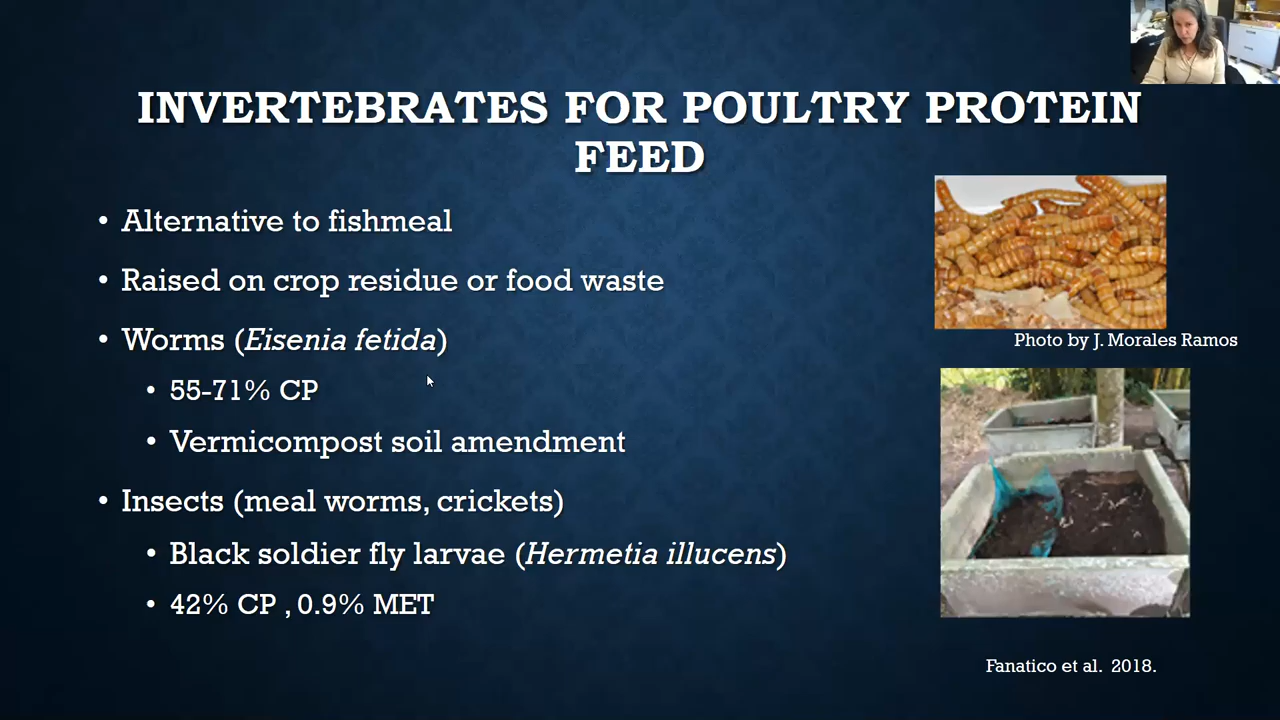 INVERTEBRATES FOR POULTRY PROTEIN
FEED
• Alternative to fishmeal
• Raised on crop residue or food waste
• Worms (Eisenia fetida)
• 55-71% CP
• Vermicompost soil amendment
• Insects (meal worms, crickets)
• Black soldier fly larvae (Hermetia illucens)
• 42% CP , 0.9% MET
Photo by J. Morales Ramos
Fanatico et al. 2018.